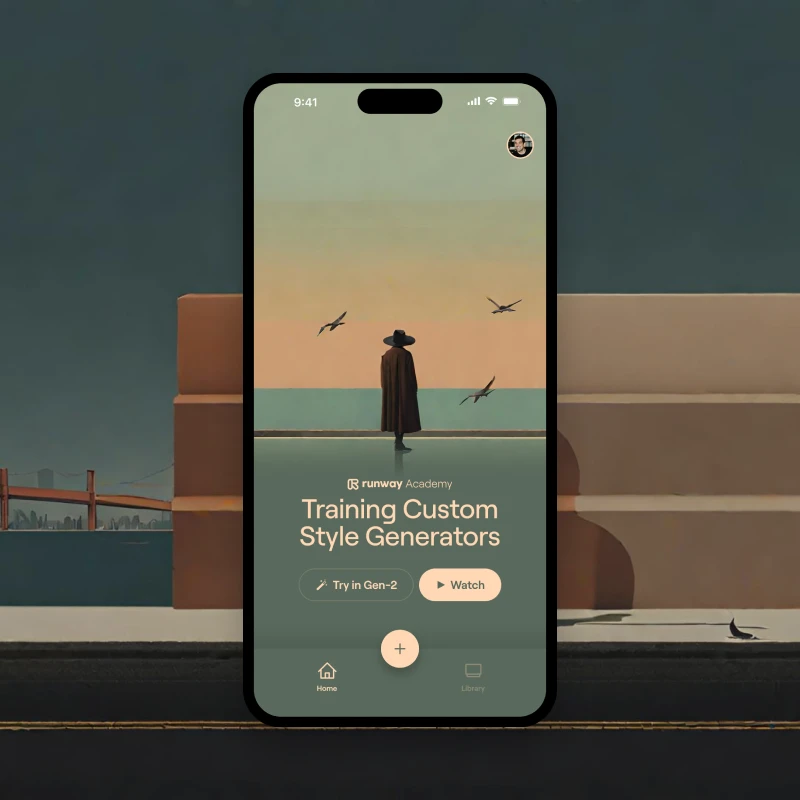 9:41
runway Academy
Training Custom
Style Generators
Try in Gen-2
Watch
Home
Library